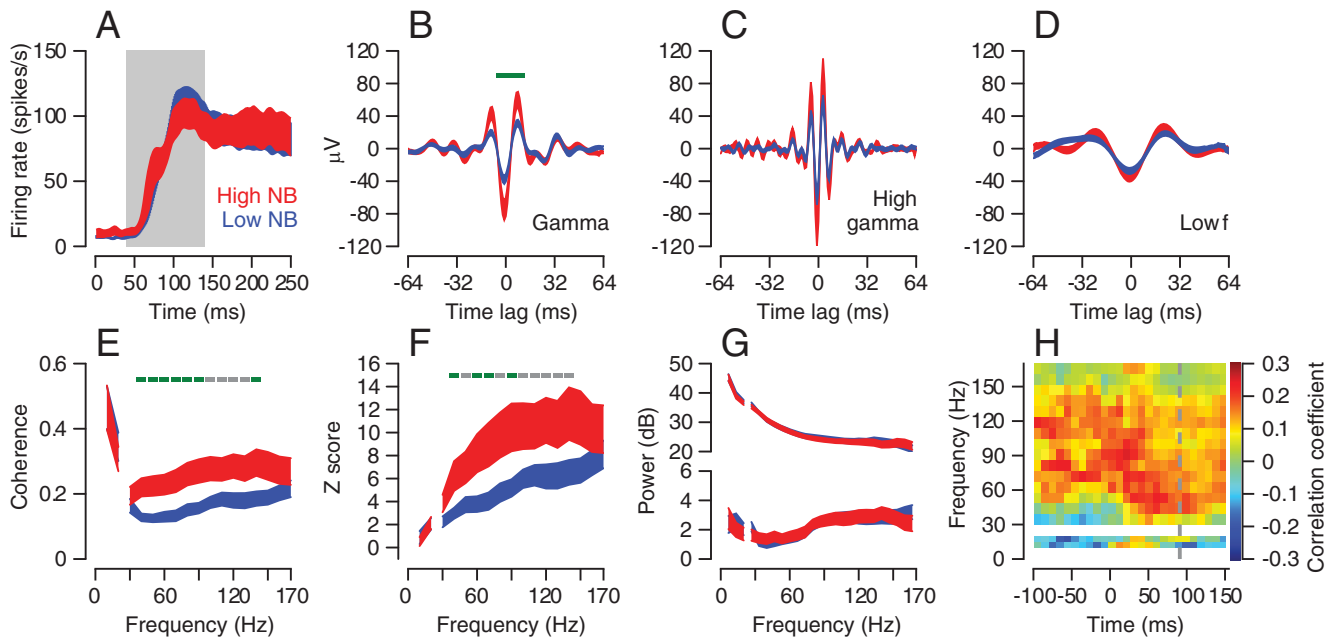 A
Firing rate (spikes/s)
150
100
50
0
High NB
Low NB
0 50 100 150 200 250
Time (ms)
B
μV
120
80
40
0
-40
-80
-120
Gamma
-64 -32 0 32 64
Time lag (ms)
C
120
80
40
0
-40
-80
-120
High
gamma
-64 -32 0 32 64
Time lag (ms)
D
120
80
40
0
-40
-80
-120
Low f
-64 -32 0 32 64
Time lag (ms)
E
Coherence
0.6
0.4
0.2
0
0 60 120 170
Frequency (Hz)
F
Z score
16
14
12
10
8
6
4
2
0
0 60 120 170
Frequency (Hz)
G
Power (dB)
50
40
30
20
6
4
2
0
0 60 120 170
Frequency (Hz)
H
Frequency (Hz)
150
120
90
60
30
0
-100 -50 0 50 100 150
Time (ms)
0.3
0.2
0.1
0
-0.1
-0.2
-0.3
Correlation coefficient